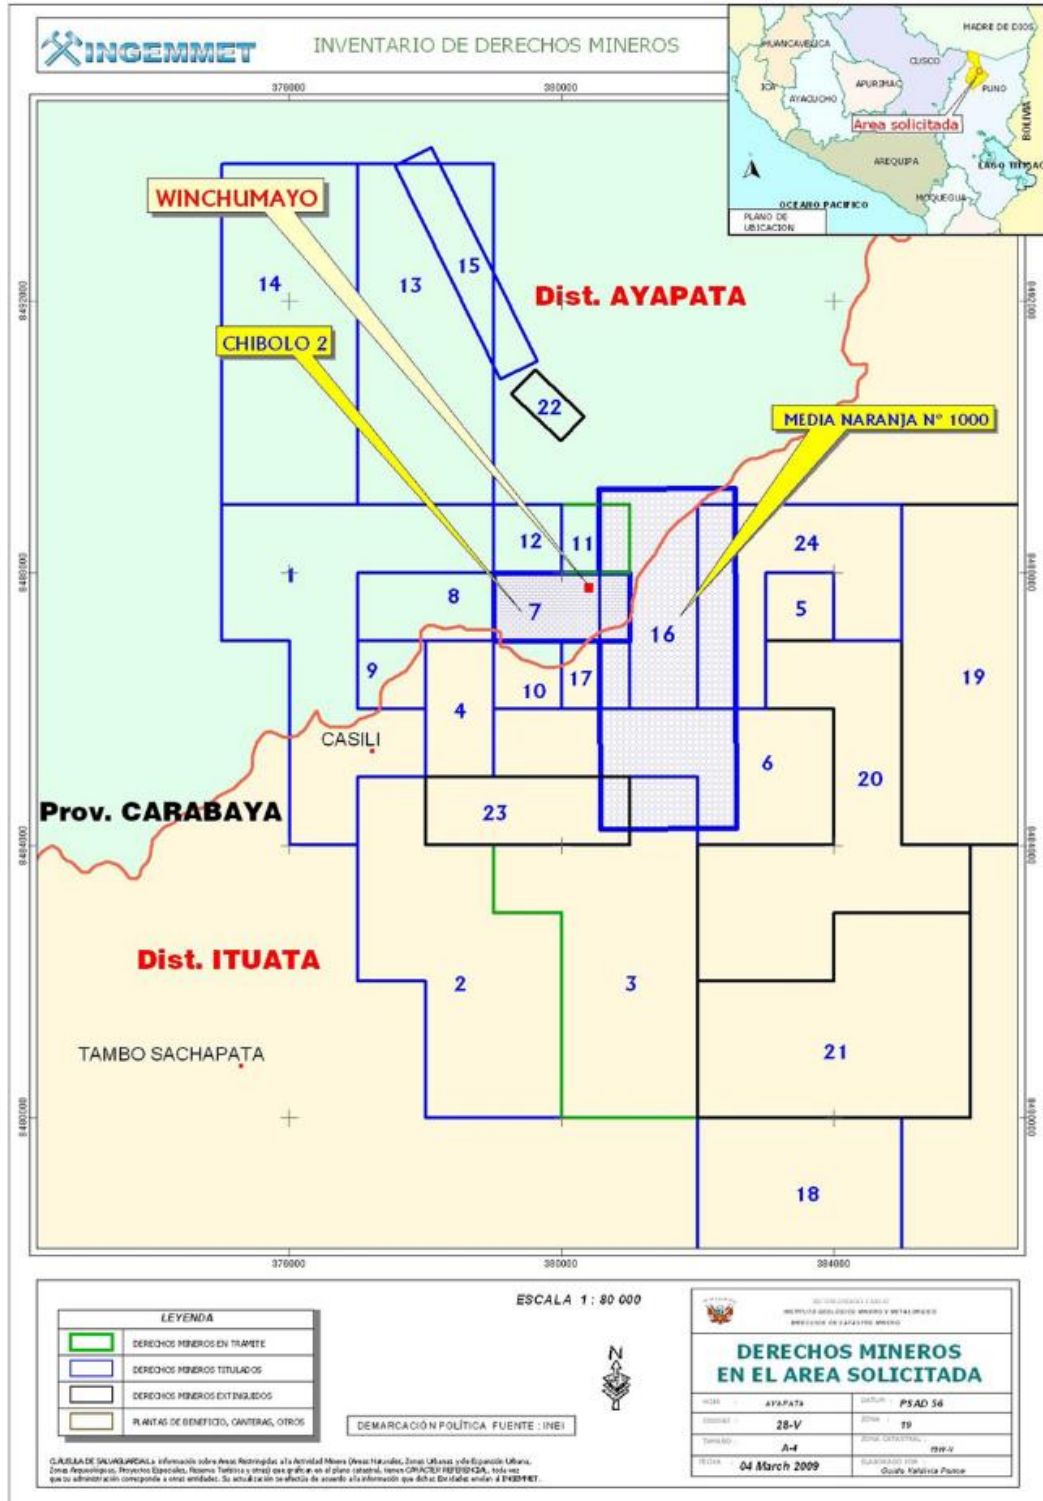 INGEMMET
INVENTARIO DE DERECHOS MINEROS
MADRE DE DIOS
HUANCAVELICA
CUSCO
ICA
AYACUCHO
APURIMAC
PUNO
Area solicitada
BOLIVIA
AREQUIPA
MOQUEGUA
OCEANO PACIFICO
PLANO DE
UBICACION
376000
380000
WINCHUMAYO
15
14
13
8492000
8492000
Dist. AYAPATA
CHIBOLO 2
22
MEDIA NARANJA Nº 1000
12
11
24
1
8
7
5
16
9
10
17
19
4
CASILI
6
20
Prov. CARABAYA
23
Dist. ITUATA
2
3
TAMBO SACHAPATA
21
18
376000
380000
384000
ESCALA 1 : 80 000
LEYENDA
DERECHOS MINEROS EN TRAMITE
DERECHOS MINEROS TITULADOS
DERECHOS MINEROS EXTINGUIDOS
PLANTAS DE BENEFICIO, CANTERAS, OTROS
N
DEMARCACIÓN POLÍTICA FUENTE : INEI
DERECHOS MINEROS
EN EL AREA SOLICITADA
AYAPATA
PSAD 56
28-V
19
A-4
04 March 2009